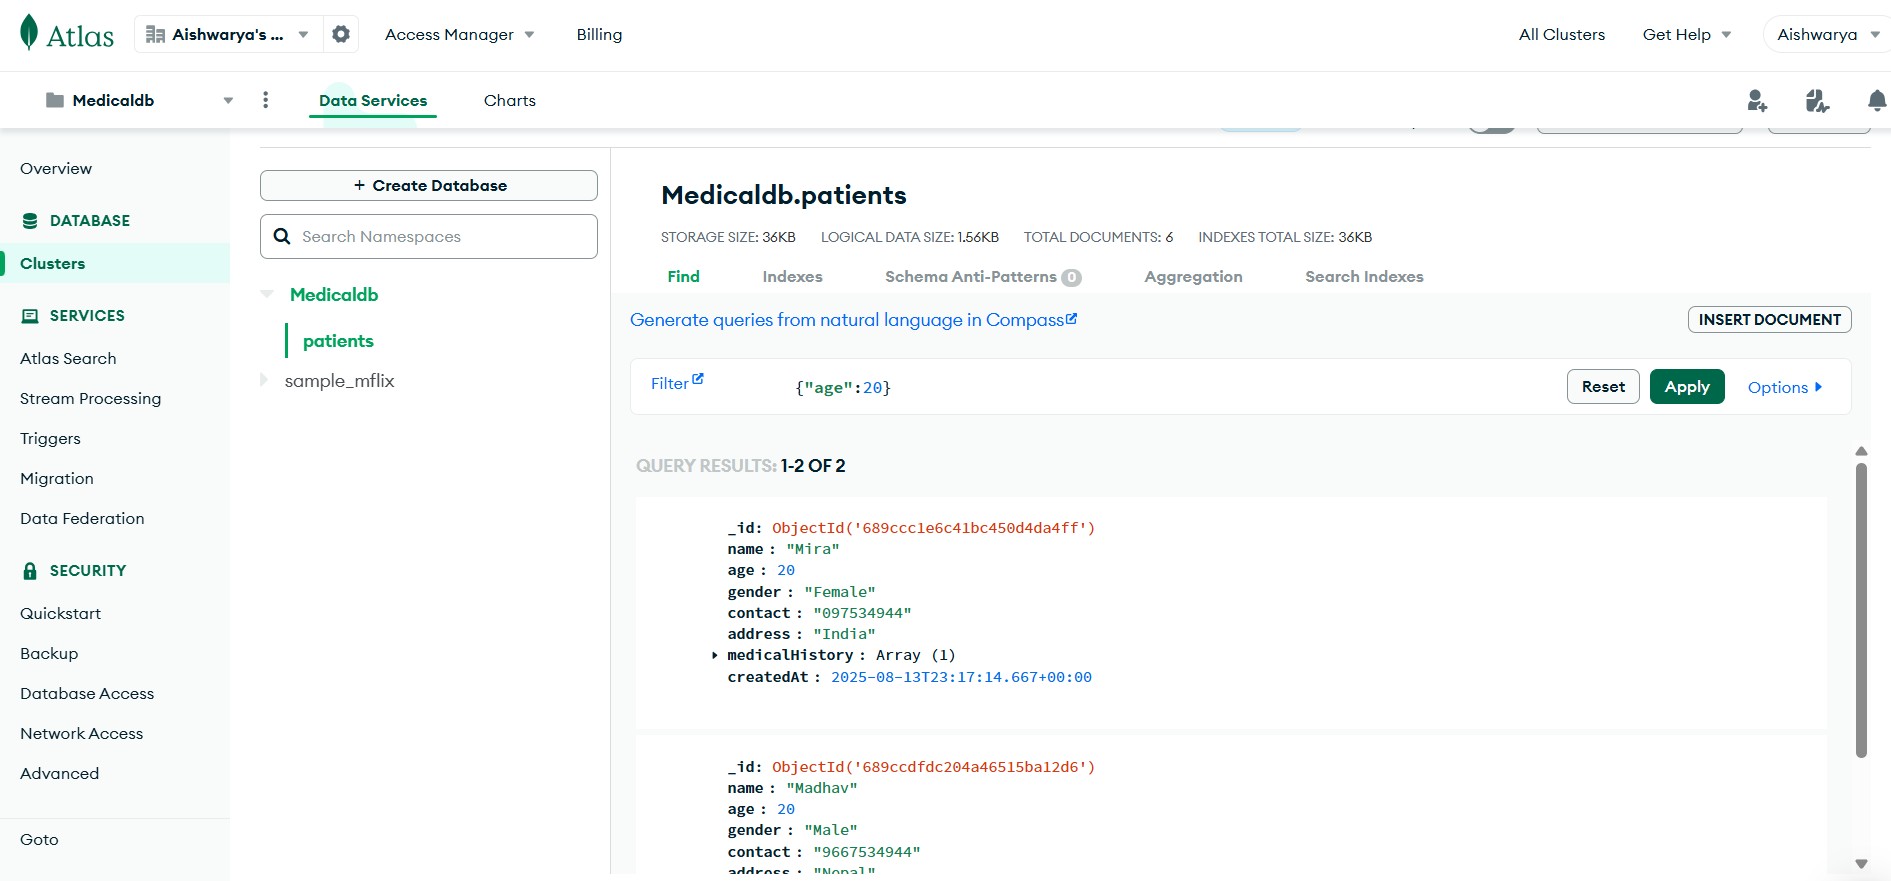 Atlas
Aishwarya's ...
Access Manager
Billing
All Clusters
Get Help
Aishwarya
Medicaldb
Data Services
Charts
Overview
DATABASE
Clusters
SERVICES
Atlas Search
Stream Processing
Triggers
Migration
Data Federation
SECURITY
Quickstart
Backup
Database Access
Network Access
Advanced
Goto
+ Create Database
Search Namespaces
Medicaldb
patients
sample_mflix
Medicaldb.patients
STORAGE SIZE: 36KB LOGICAL DATA SIZE: 1.56KB TOTAL DOCUMENTS: 6 INDEXES TOTAL SIZE: 36KB
Find Indexes Schema Anti-Patterns 0 Aggregation Search Indexes
Generate queries from natural language in Compass
INSERT DOCUMENT
Filter {"age":20} Reset Apply Options
QUERY RESULTS: 1-2 OF 2
_id: ObjectId('689ccc1e6c41bc450d4da4ff')
name : "Mira"
age : 20
gender : "Female"
contact : "097534944"
address : "India"
medicalHistory : Array (1)
createdAt : 2025-08-13T23:17:14.667+00:00
_id: ObjectId('689ccdfdc204a46515ba12d6')
name : "Madhav"
age : 20
gender : "Male"
contact : "9667534944"
address : "Nepal"